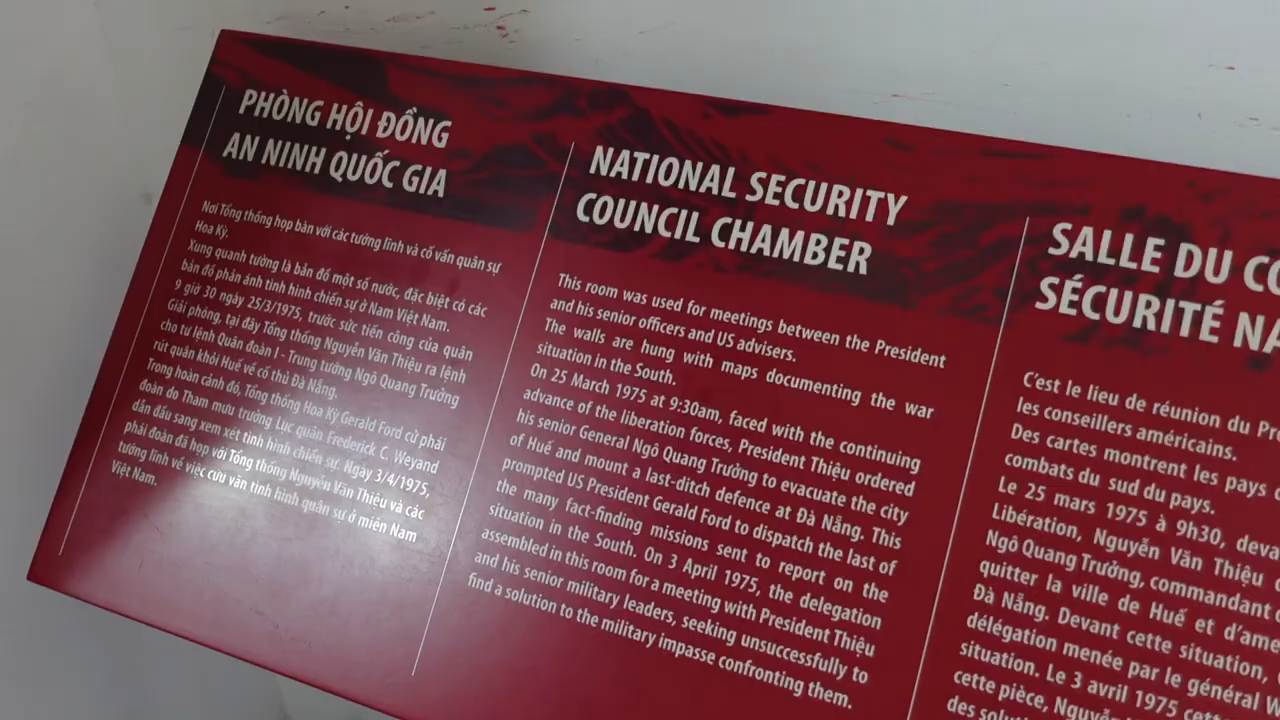 PHÒNG HỘI ĐỒNG
AN NINH QUỐC GIA
Nơi Tổng thống họp bàn với các tướng lĩnh và cố vấn quân sự
Hoa Kỳ.
Xung quanh tường là bản đồ một số nước, đặc biệt có các
bản đồ phản ánh tình hình chiến sự ở Nam Việt Nam.
9 giờ 30 ngày 25/3/1975, trước sức tiến công của quân
Giải phóng, tại đây Tổng thống Nguyễn Văn Thiệu ra lệnh
cho tư lệnh Quân đoàn I - Trung tướng Ngô Quang Trưởng
rút quân khỏi Huế về cố thủ Đà Nẵng.
Trong hoàn cảnh đó, Tổng thống Hoa Kỳ Gerald Ford cử phái
đoàn do Tham mưu trưởng Lục quân Frederick C. Weyand
dẫn đầu sang xem xét tình hình chiến sự. Ngày 3/4/1975,
phái đoàn đã họp với Tổng thống Nguyễn Văn Thiệu và các
tướng lĩnh về việc cứu vãn tình hình quân sự ở miền Nam
Việt Nam.
NATIONAL SECURITY
COUNCIL CHAMBER
This room was used for meetings between the President
and his senior officers and US advisers.
The walls are hung with maps documenting the war
situation in the South.
On 25 March 1975 at 9:30am, faced with the continuing
advance of the liberation forces, President Thiệu ordered
his senior General Ngô Quang Trưởng to evacuate the city
of Huế and mount a last-ditch defence at Đà Nẵng. This
prompted US President Gerald Ford to dispatch the last of
the many fact-finding missions sent to report on the
situation in the South. On 3 April 1975, the delegation
assembled in this room for a meeting with President Thiệu
and his senior military leaders, seeking unsuccessfully to
find a solution to the military impasse confronting them.
SALLE DU CO
SÉCURITÉ NA
C'est le lieu de réunion du Pr
les conseillers américains.
Des cartes montrent les pays
combats du sud du pays.
Le 25 mars 1975 à 9h30, deva
Libération, Nguyễn Văn Thiệu
Ngô Quang Trưởng, commandant
quitter la ville de Huế et d'ame
Đà Nẵng. Devant cette situation,
délégation menée par le général W
situation. Le 3 avril 1975 cett
cette pièce, Nguyễ
des solu